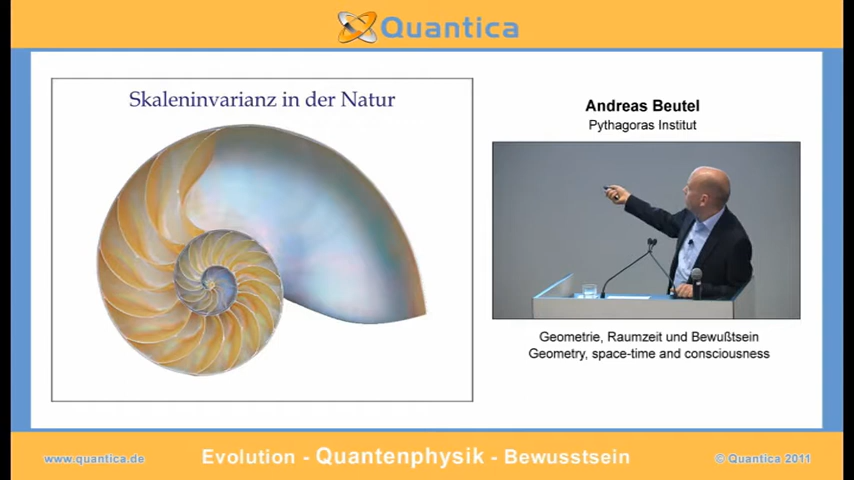 Quantica
Skaleninvarianz in der Natur
Andreas Beutel
Pythagoras Institut
Geometrie, Raumzeit und Bewußtsein
Geometry, space-time and consciousness
www.quantica.de
Evolution - Quantenphysik - Bewusstsein
© Quantica 2011